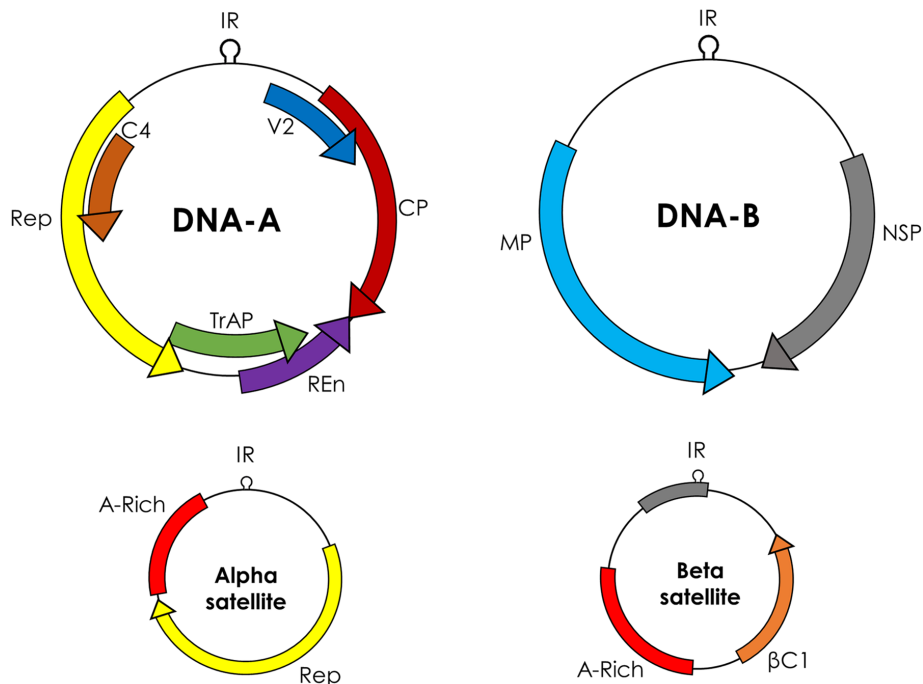 IR
IR
C4
V2
Rep
DNA-A
CP
MP
DNA-B
NSP
TrAP
REn
IR
IR
A-Rich
Alpha
satellite
Rep
Beta
satellite
A-Rich
βC1